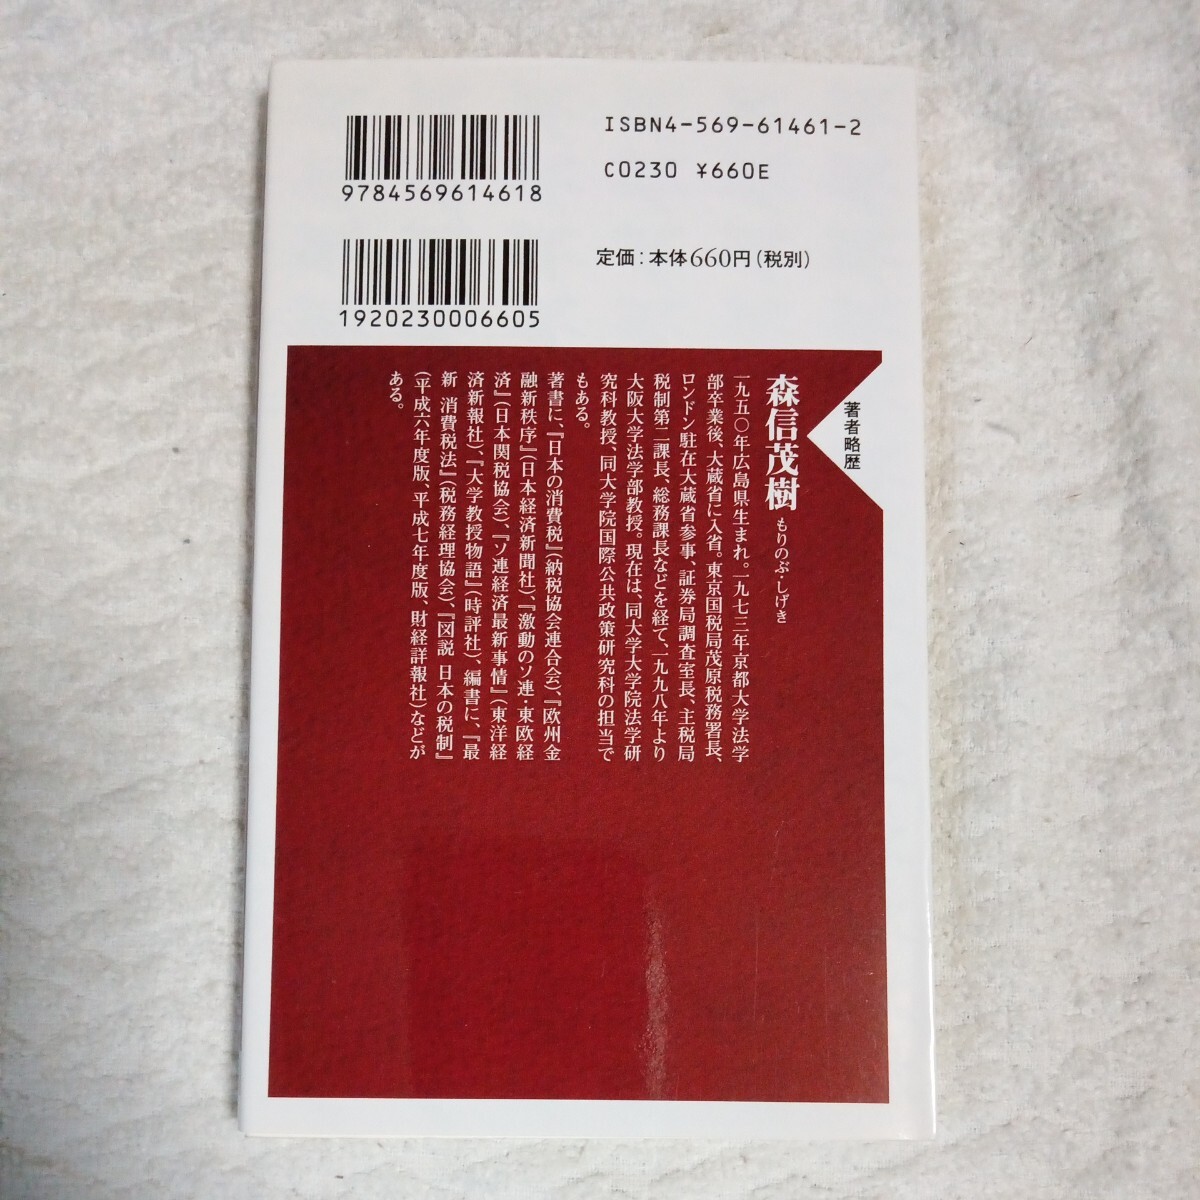 9784569614618
ISBN4-569-61461-2
C0230 ¥660E
1920230006605
定価：本体660円（税別）
著者略歴
森信茂樹 もりのぶ・しげき
一九五〇年広島県生まれ。一九七三年京都大学法学
部卒業後、大蔵省に入省。東京国税局茂原税務署長、
ロンドン駐在大蔵省参事、証券局調査室長、主税局
税制第二課長、総務課長などを経て、一九九八年より
大阪大学法学部教授。現在は、同大学大学院法学研
究科教授、同大学院国際公共政策研究科の担当で
もある。
著書に、『日本の消費税』（納税協会連合会）、『欧州金
融新秩序』（日本経済新聞社）、『激動のソ連・東欧経
済』（日本関税協会）、『ソ連経済最新事情』（東洋経
済新報社）、『大学教授物語』（時評社）、編書に、『最
新 消費税法』（税務経理協会）、『図説 日本の税制』
（平成六年度版、平成七年度版、財経詳報社）などが
ある。